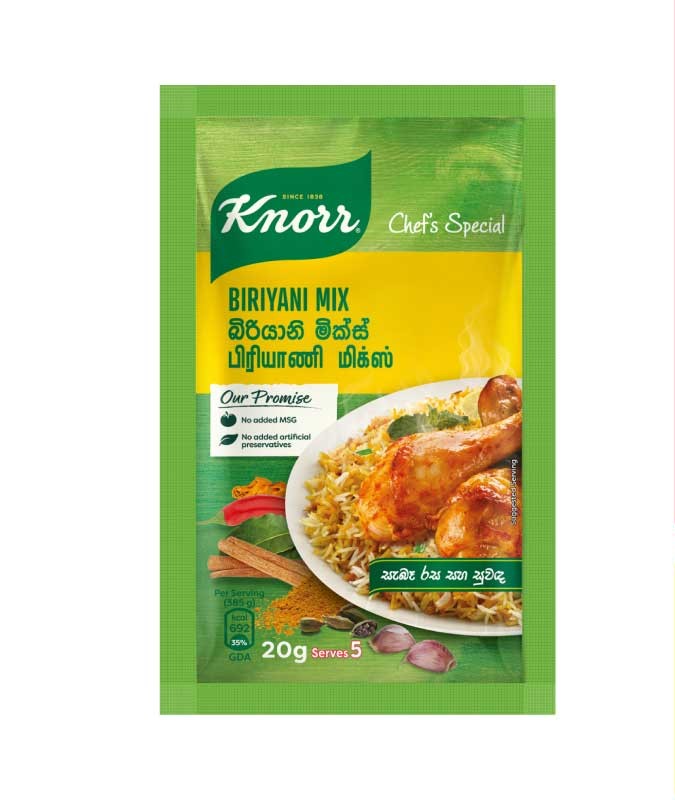 SINCE 1838
Knorr®
Chef's Special
BIRIYANI MIX
බිරියානි මික්ස්
பிரியாணி மிக்ஸ்
Our Promise
No added MSG
No added artificial
preservatives
Suggested serving
සැබෑ රස සහ සුවඳ
Per Serving
(385 g)
kcal
692
35%
GDA
20g Serves 5